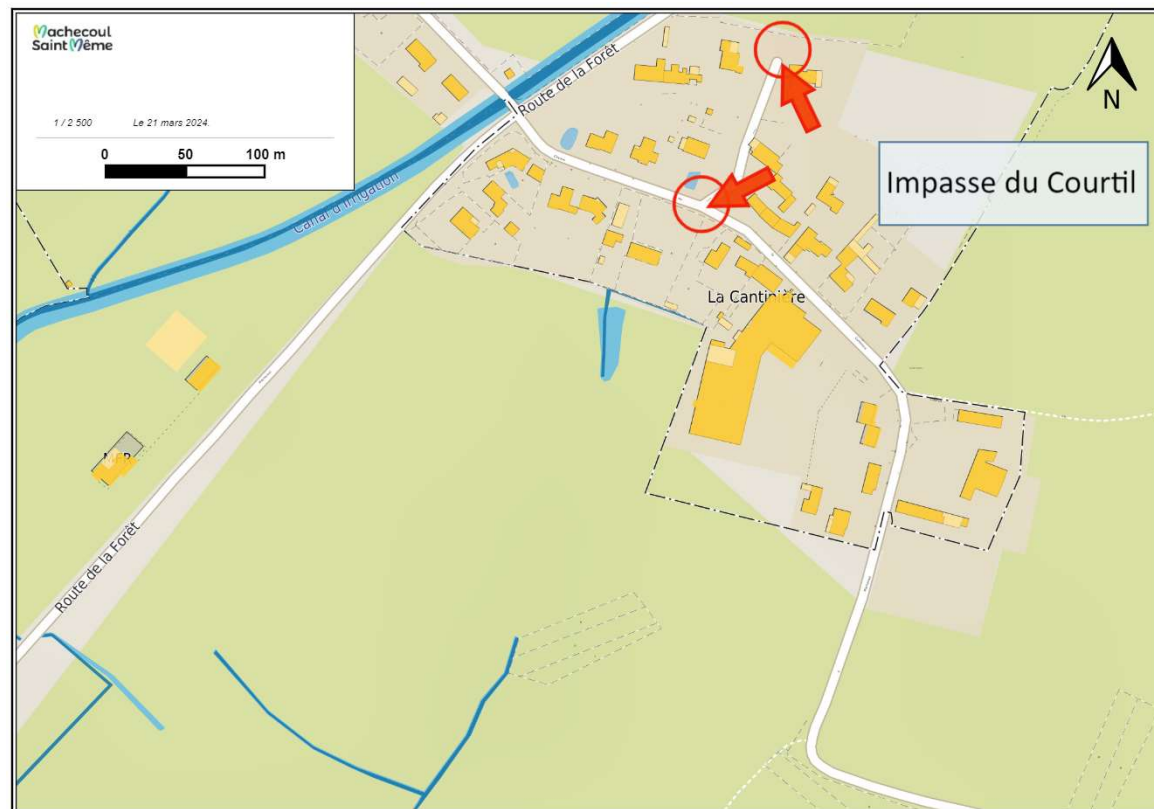 Machecoul
Saint Même
1 / 2 500 Le 21 mars 2024.
0 50 100 m
Route de la Forêt
Canal d'Irrigation
N
Impasse du Courtil
La Cantinière
Route de la Forêt